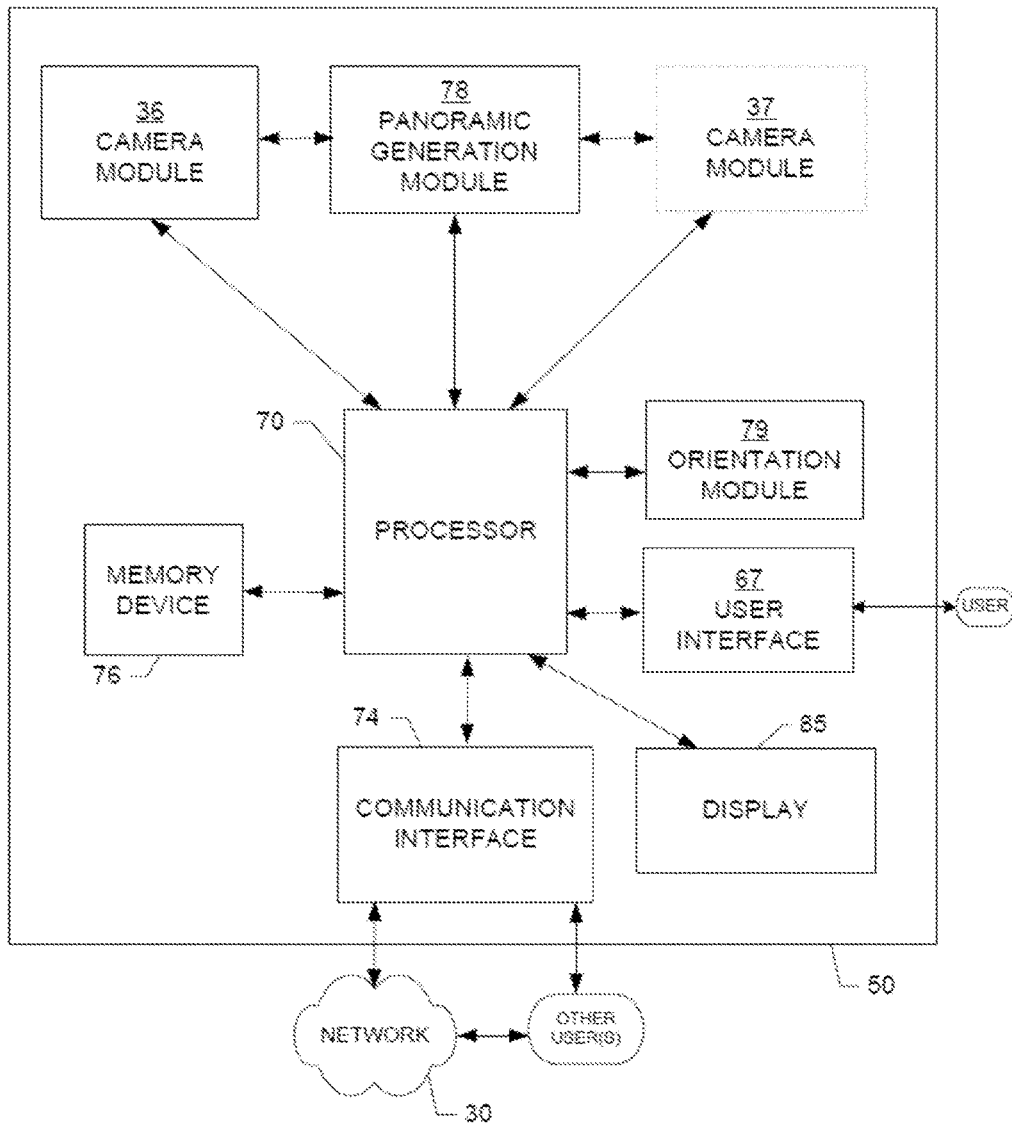 36
CAMERA
MODULE
78
PANORAMIC
GENERATION
MODULE
37
CAMERA
MODULE
70
PROCESSOR
79
ORIENTATION
MODULE
MEMORY
DEVICE
76
67
USER
INTERFACE
USER
74
COMMUNICATION
INTERFACE
85
DISPLAY
50
NETWORK
OTHER
USER(S)
30